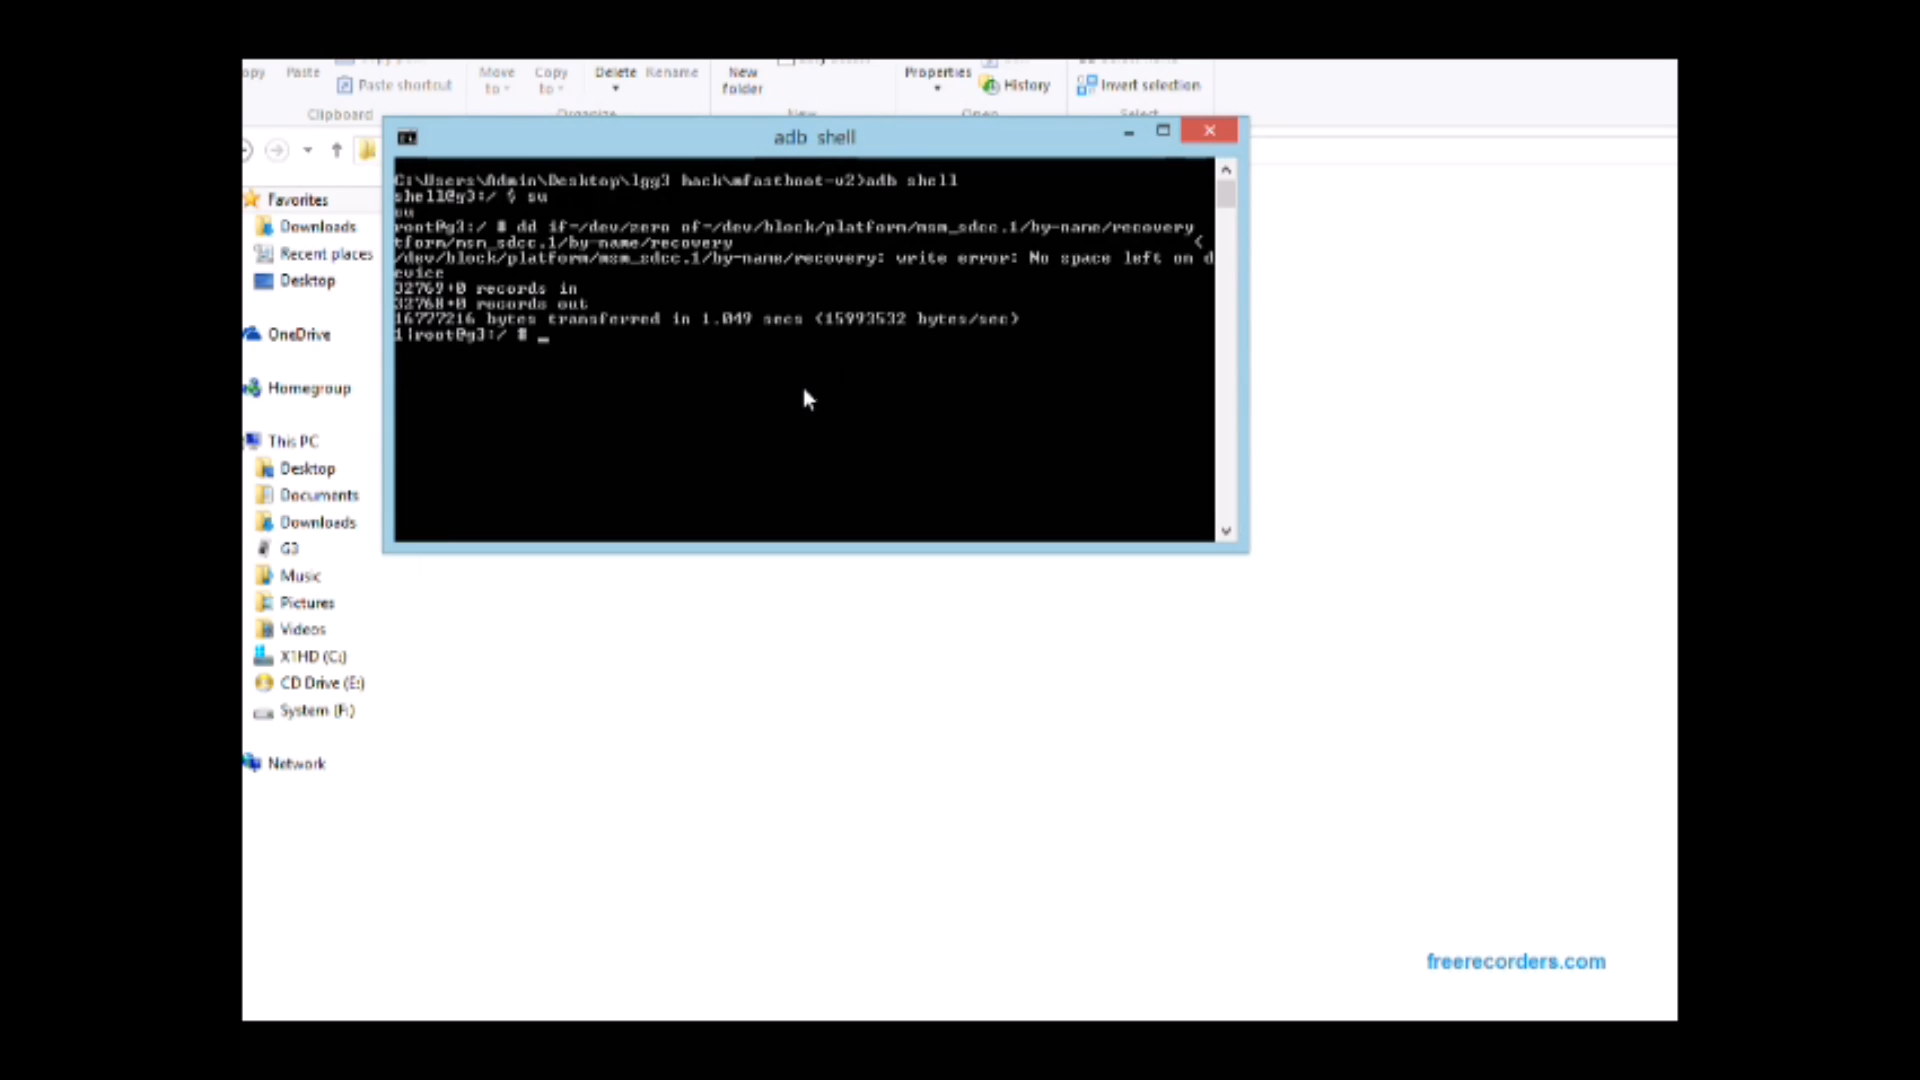 opy Paste Paste shortcut Move to Copy to Delete Rename New folder Properties History Invert selection
Clipboard Organize New Open Select
adb shell
C:\Users\Admin\Desktop\lgg3 hack\mfastboot-v2>adb shell
shell@g3:/ $ su
su
root@g3:/ # dd if=/dev/zero of=/dev/block/platform/msm_sdcc.1/by-name/recovery
tform/msm_sdcc.1/by-name/recovery <
/dev/block/platform/msm_sdcc.1/by-name/recovery: write error: No space left on d
evice
32769+0 records in
32768+0 records out
16777216 bytes transferred in 1.049 secs (15993532 bytes/sec)
1|root@g3:/ # _
Favorites
Downloads
Recent places
Desktop
OneDrive
Homegroup
This PC
Desktop
Documents
Downloads
G3
Music
Pictures
Videos
X1HD (C:)
CD Drive (E:)
System (F:)
Network
freerecorders.com